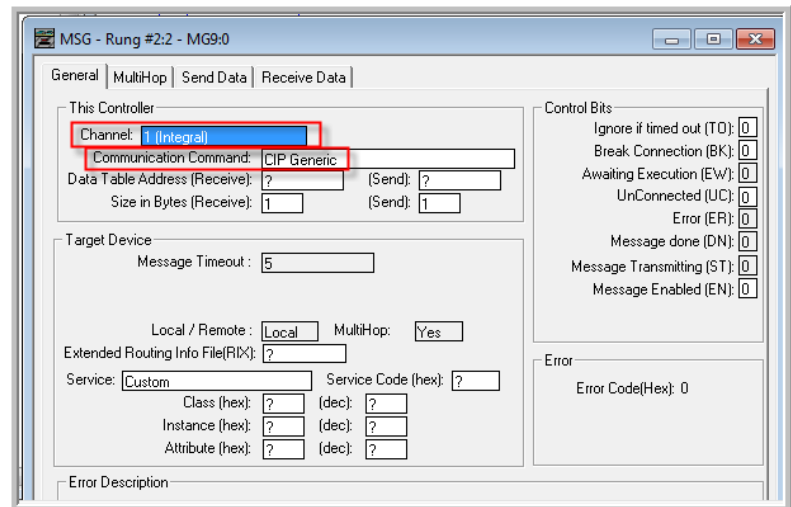 MSG - Rung #2:2 - MG9:0
General MultiHop Send Data Receive Data
This Controller
Channel: 1 (Integral)
Communication Command: CIP Generic
Data Table Address (Receive): ? (Send): ?
Size in Bytes (Receive): 1 (Send): 1
Target Device
Message Timeout : 5
Local / Remote : Local MultiHop: Yes
Extended Routing Info File(RIX): ?
Service: Custom Service Code (hex): ?
Class (hex): ? (dec): ?
Instance (hex): ? (dec): ?
Attribute (hex): ? (dec): ?
Error Description
Control Bits
Ignore if timed out (TO): 0
Break Connection (BK): 0
Awaiting Execution (EW): 0
UnConnected (UC): 0
Error (ER): 0
Message done (DN): 0
Message Transmitting (ST): 0
Message Enabled (EN): 0
Error
Error Code(Hex): 0